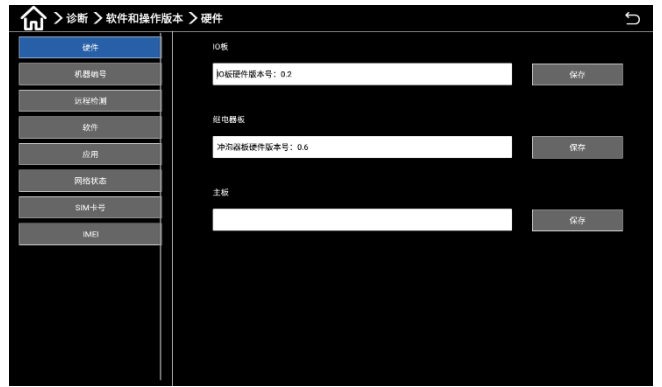 诊断 > 软件和操作版本 > 硬件
硬件
机器编号
远程检测
软件
应用
网络状态
SIM卡号
IMEI
IO板
IO板硬件版本号：0.2
保存
继电器板
冲泡器板硬件版本号：0.6
保存
主板
保存